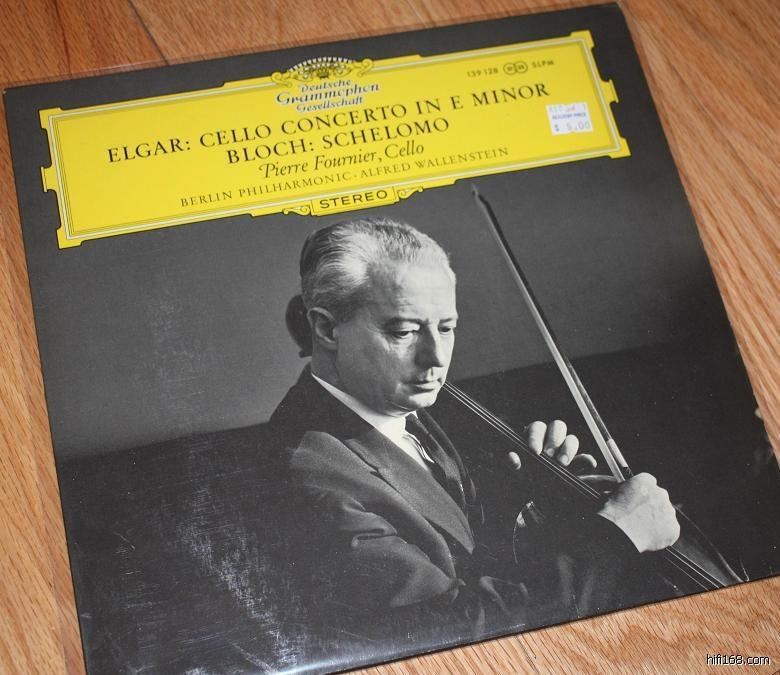 Deutsche
Grammophon
Gesellschaft
139 128 SLPM
ELGAR: CELLO CONCERTO IN E MINOR
BLOCH: SCHELOMO
Pierre Fournier, Cello
BERLIN PHILHARMONIC · ALFRED WALLENSTEIN
STEREO
$ 5.00
hifi168.com